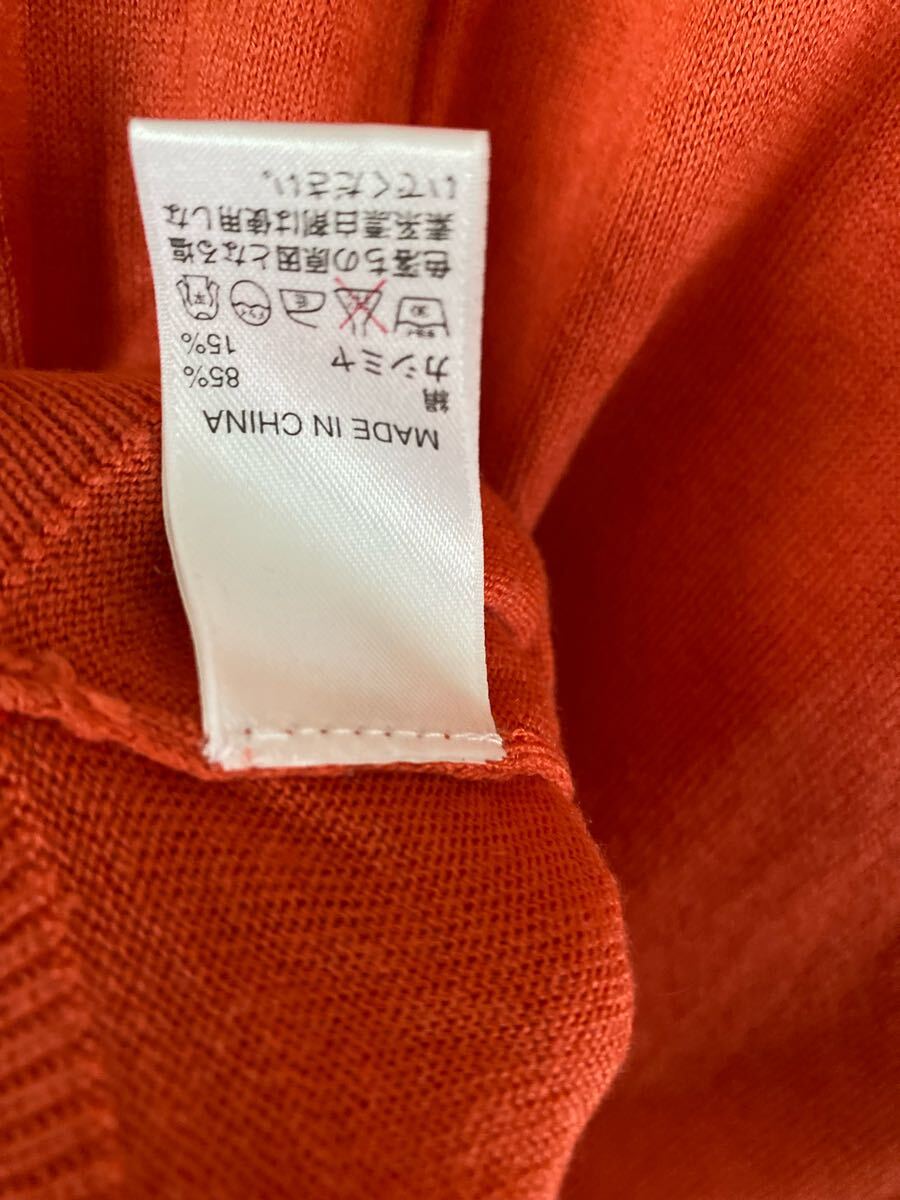 MADE IN CHINA
絹 85%
カシミヤ 15%
色落ちの原因となる塩
素系漂白剤は使用しな
いでください。